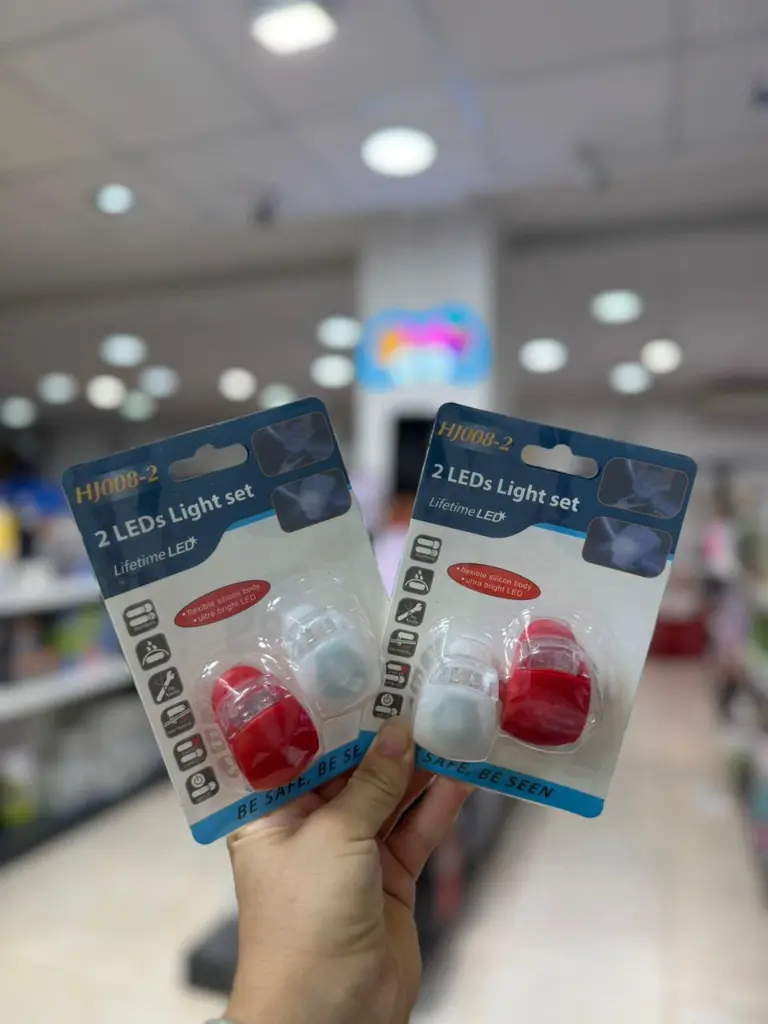 HJ008-2
2 LEDs Light set
Lifetime LED*
• flexible silicon body
• ultra bright LED
BE SAFE, BE SE
HJ008-2
2 LEDs Light set
Lifetime LED*
• flexible silicon body
• ultra bright LED
SAFE, BE SEEN